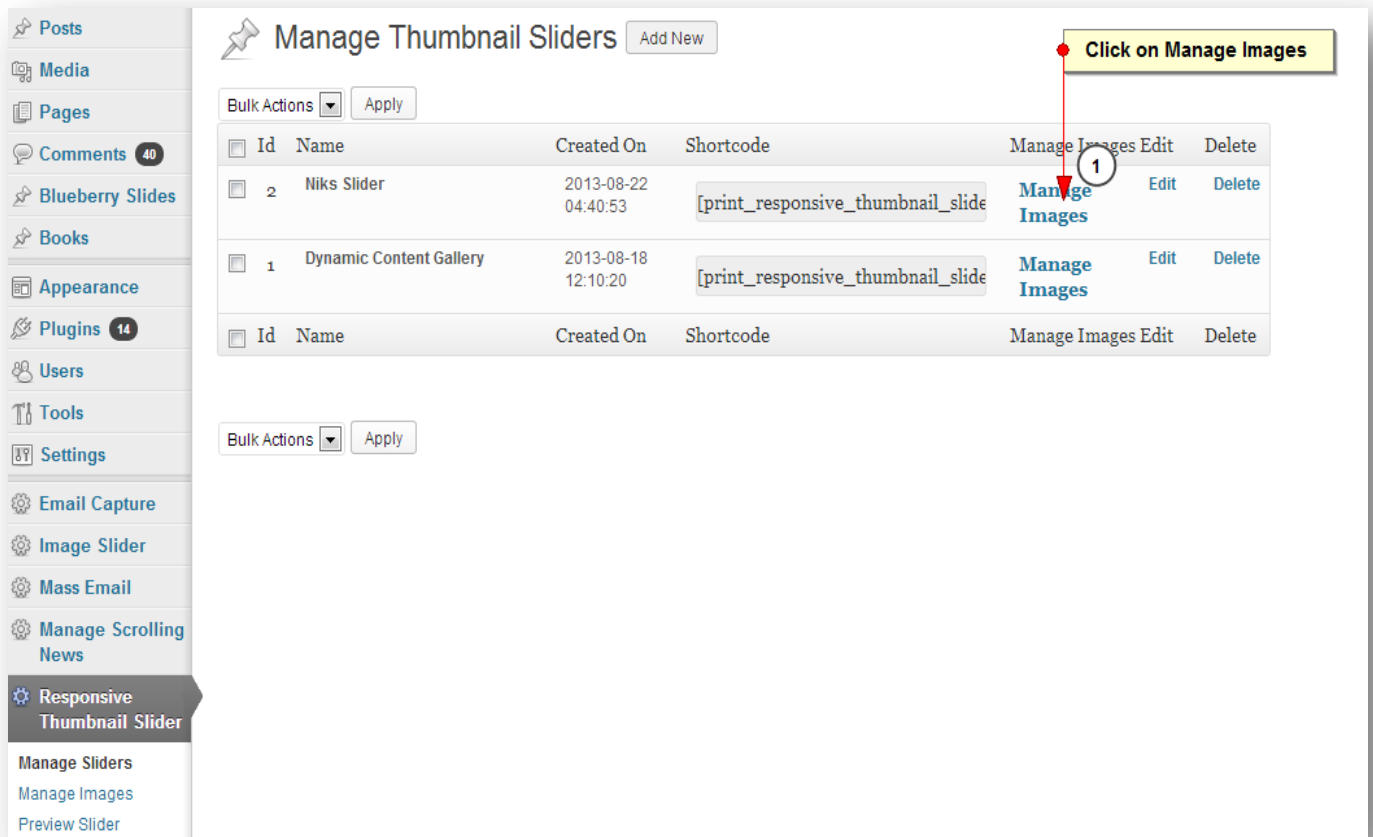 Posts
Media
Pages
Comments 40
Blueberry Slides
Books
Appearance
Plugins 14
Users
Tools
Settings
Email Capture
Image Slider
Mass Email
Manage Scrolling
News
Responsive
Thumbnail Slider
Manage Sliders
Manage Images
Preview Slider
Manage Thumbnail Sliders Add New
Click on Manage Images
Bulk Actions Apply
Id Name Created On Shortcode Manage Images Edit Delete
1
2 Niks Slider 2013-08-22 [print_responsive_thumbnail_slide Manage Edit Delete
04:40:53 Images
1 Dynamic Content Gallery 2013-08-18 [print_responsive_thumbnail_slide Manage Edit Delete
12:10:20 Images
Id Name Created On Shortcode Manage Images Edit Delete
Bulk Actions Apply